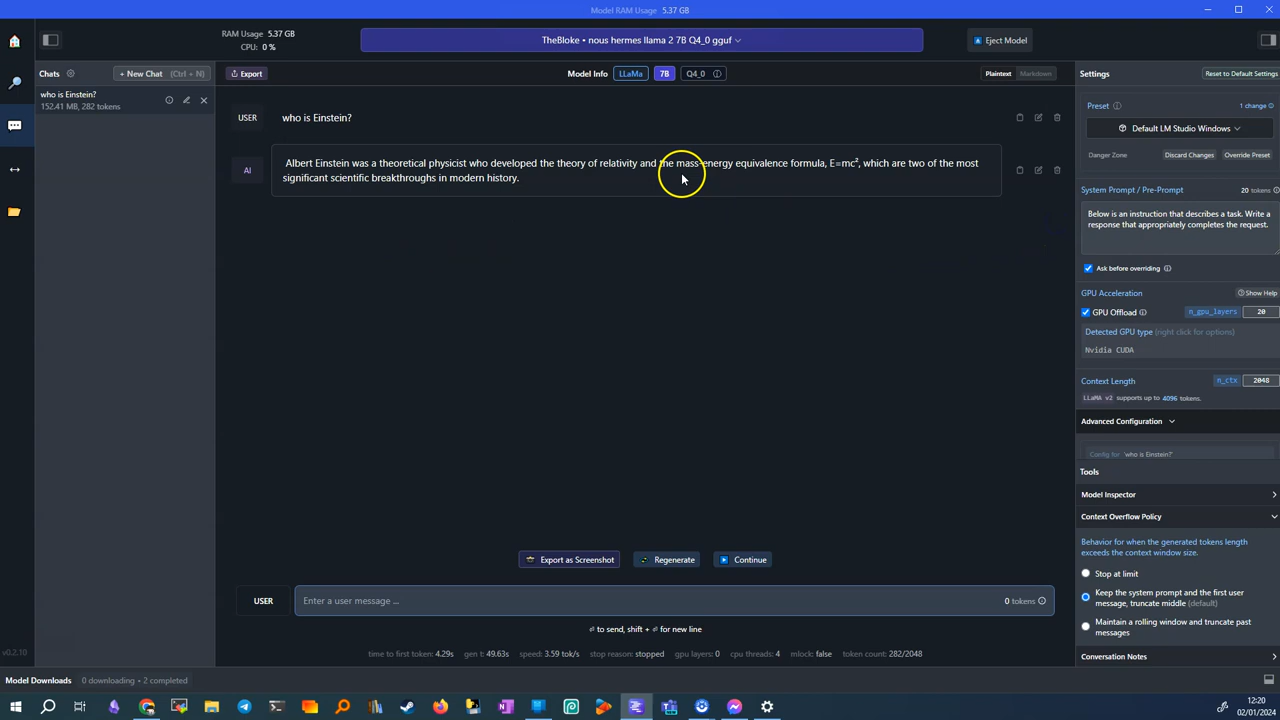 Model RAM Usage 5.37 GB
RAM Usage 5.37 GB
CPU: 0 %
TheBloke • nous hermes llama 2 7B Q4_0 gguf
Eject Model
Chats
+ New Chat (Ctrl + N)
Export
Model Info LLaMa 7B Q4_0
Plaintext Markdown
Settings
Reset to Default Settings
who is Einstein?
152.41 MB, 282 tokens
USER
who is Einstein?
AI
Albert Einstein was a theoretical physicist who developed the theory of relativity and the mass-energy equivalence formula, E=mc², which are two of the most
significant scientific breakthroughs in modern history.
Preset
1 change
Default LM Studio Windows
Danger Zone
Discard Changes
Override Preset
System Prompt / Pre-Prompt
20 tokens
Below is an instruction that describes a task. Write a
response that appropriately completes the request.
Ask before overriding
GPU Acceleration
Show Help
GPU Offload
n_gpu_layers 20
Detected GPU type (right click for options)
Nvidia CUDA
Context Length
n_ctx 2048
LLaMA v2 supports up to 4096 tokens.
Advanced Configuration
Config for 'who is Einstein?'
Tools
Model Inspector
Context Overflow Policy
Behavior for when the generated tokens length
exceeds the context window size.
Stop at limit
Keep the system prompt and the first user
message, truncate middle (default)
Maintain a rolling window and truncate past
messages
Conversation Notes
Export as Screenshot
Regenerate
Continue
USER
Enter a user message ...
0 tokens
⏎ to send, shift + ⏎ for new line
time to first token: 4.29s gen t: 49.63s speed: 3.59 tok/s stop reason: stopped gpu layers: 0 cpu threads: 4 mlock: false token count: 282/2048
v0.2.10
Model Downloads 0 downloading • 2 completed
12:20
02/01/2024